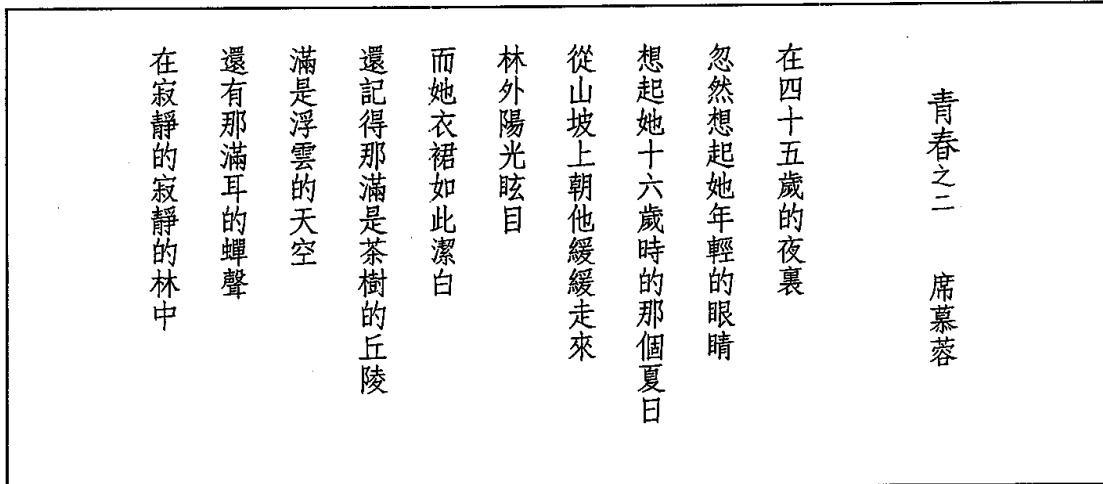 青春之二　席慕蓉
在四十五歲的夜裏
忽然想起她年輕的眼睛
想起她十六歲時的那個夏日
從山坡上朝他緩緩走來
林外陽光眩目
而她衣裙如此潔白
還記得那滿是茶樹的丘陵
滿是浮雲的天空
還有那滿耳的蟬聲
在寂靜的寂靜的林中